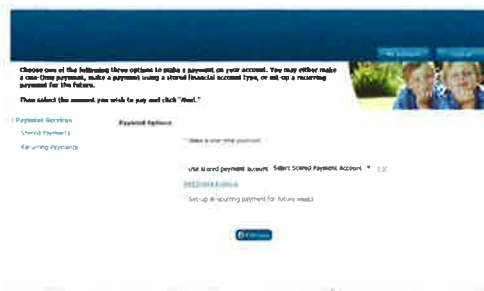 Choose one of the following three options to make a payment on your account. You may either make
a one-time payment, make a payment using a stored financial account type, or set-up a recurring
payment for the future.
Then select the amount you wish to pay and click "Next."
Payment Services
Stored Payments
Recurring Payments
Payment Options
Make a one-time payment
Use stored payment account Select Stored Payment Account
Set-up a recurring payment for future